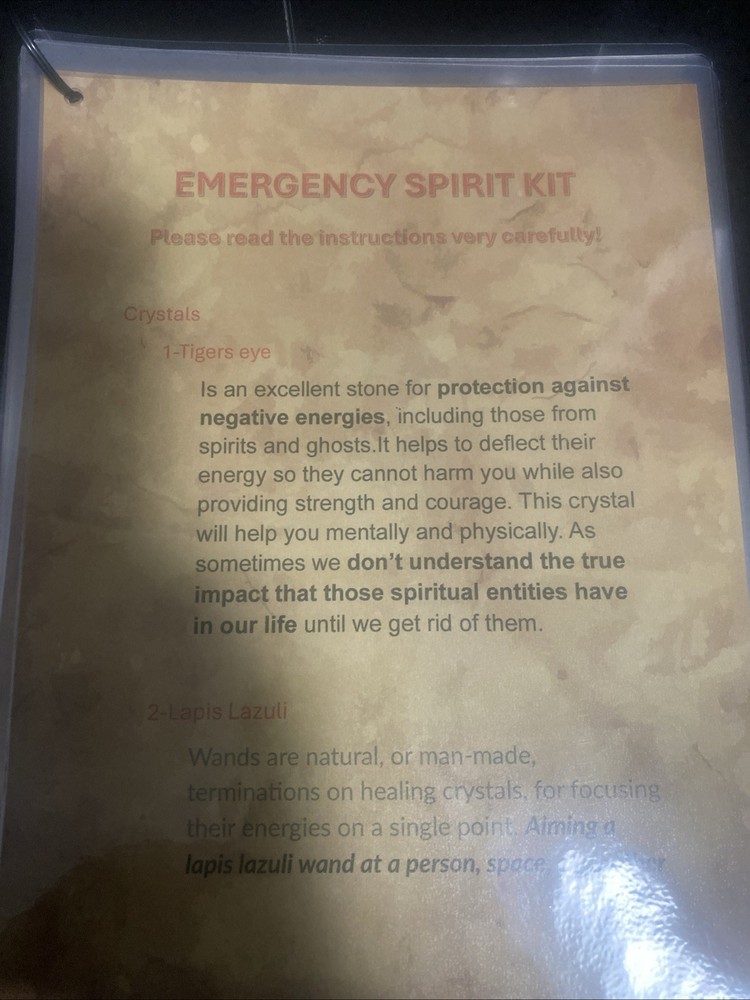 EMERGENCY SPIRIT KIT
Please read the instructions very carefully!
Crystals
1-Tigers eye
Is an excellent stone for protection against
negative energies, including those from
spirits and ghosts.It helps to deflect their
energy so they cannot harm you while also
providing strength and courage. This crystal
will help you mentally and physically. As
sometimes we don't understand the true
impact that those spiritual entities have
in our life until we get rid of them.
2-Lapis Lazuli
Wands are natural, or man-made,
terminations on healing crystals, for focusing
their energies on a single point. Aiming a
lapis lazuli wand at a person, space,